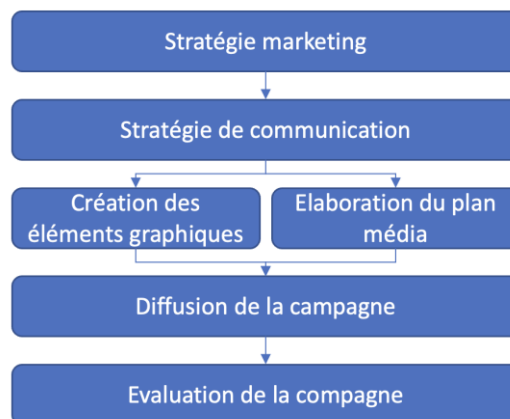 Stratégie marketing
Stratégie de communication
Création des
éléments graphiques
Elaboration du plan
média
Diffusion de la campagne
Evaluation de la compagne